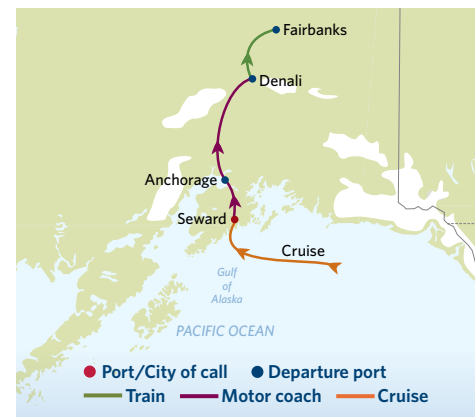 Fairbanks
Denali
Anchorage
Seward
Cruise
Gulf
of
Alaska
PACIFIC OCEAN
Port/City of call Departure port
Train Motor coach Cruise